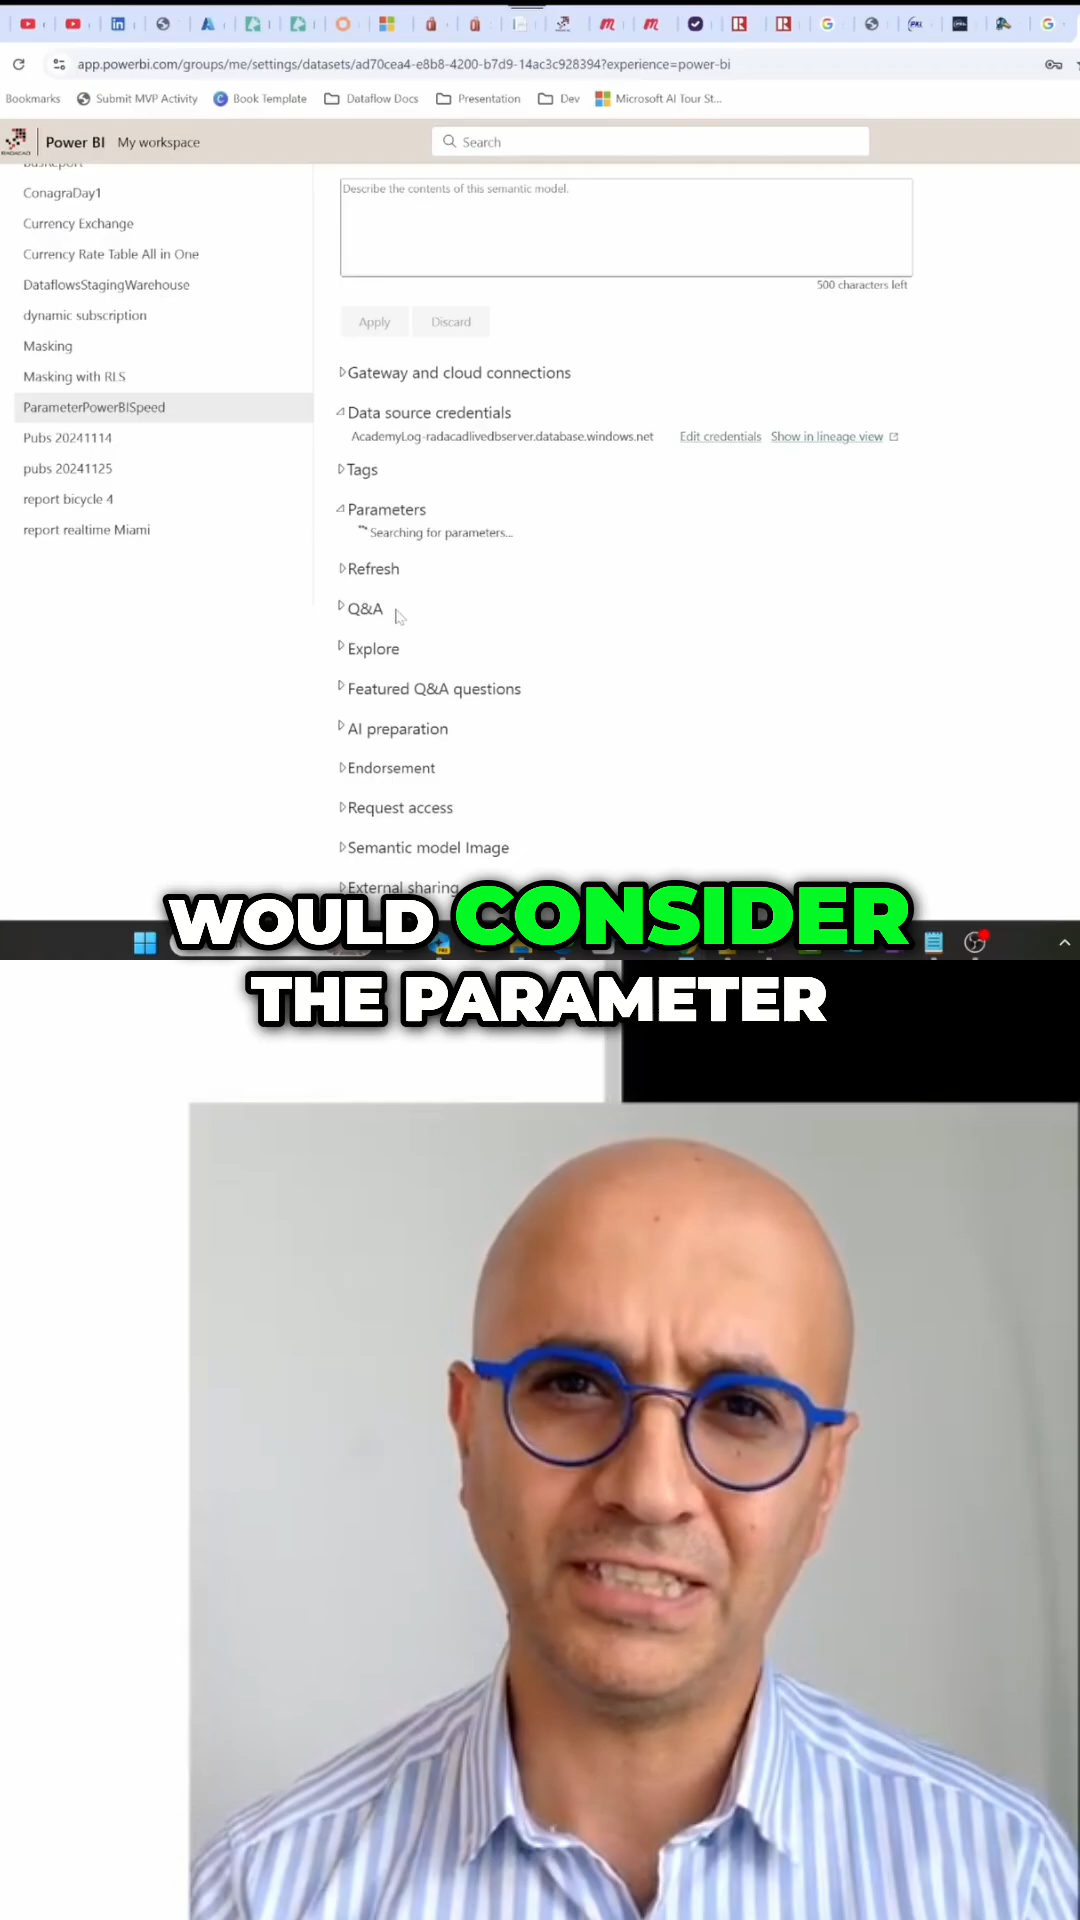 app.powerbi.com/groups/me/settings/datasets/ad70cea4-e8b8-4200-b7d9-14ac3c928394?experience=power-bi
Bookmarks Submit MVP Activity Book Template Dataflow Docs Presentation Dev Microsoft AI Tour St...
RADACAD Power BI My workspace Search
ConagraDay1
Currency Exchange
Currency Rate Table All in One
DataflowsStagingWarehouse
dynamic subscription
Masking
Masking with RLS
ParameterPowerBISpeed
Pubs 20241114
pubs 20241125
report bicycle 4
report realtime Miami
Describe the contents of this semantic model.
500 characters left
Apply Discard
Gateway and cloud connections
Data source credentials
AcademyLog-radacadlivedbserver.database.windows.net Edit credentials Show in lineage view
Tags
Parameters
Searching for parameters...
Refresh
Q&A
Explore
Featured Q&A questions
AI preparation
Endorsement
Request access
Semantic model Image
External sharing
WOULD CONSIDER
THE PARAMETER